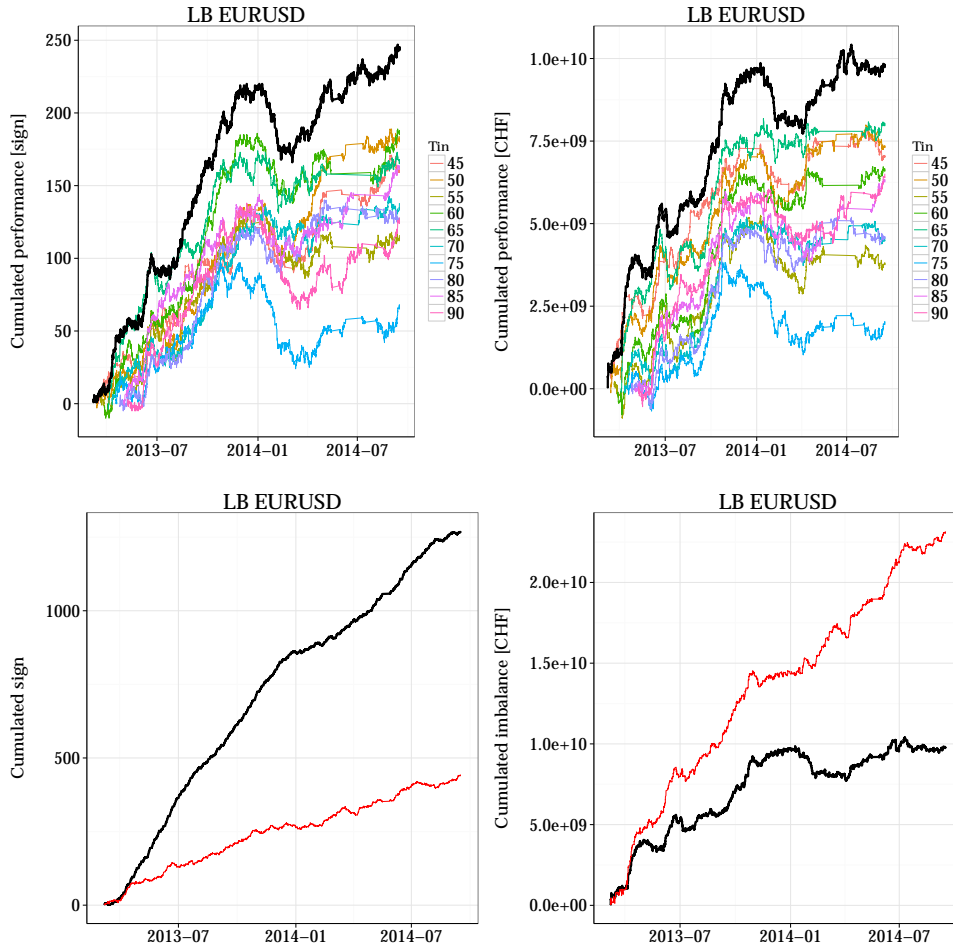 LB EURUSD
Cumulated performance [sign]
250
200
150
100
50
0
2013−07
2014−01
2014−07
Tin
45
50
55
60
65
70
75
80
85
90
LB EURUSD
Cumulated performance [CHF]
1.0e+10
7.5e+09
5.0e+09
2.5e+09
0.0e+00
2013−07
2014−01
2014−07
Tin
45
50
55
60
65
70
75
80
85
90
LB EURUSD
Cumulated sign
1000
500
0
2013−07
2014−01
2014−07
LB EURUSD
Cumulated imbalance [CHF]
2.0e+10
1.5e+10
1.0e+10
5.0e+09
0.0e+00
2013−07
2014−01
2014−07